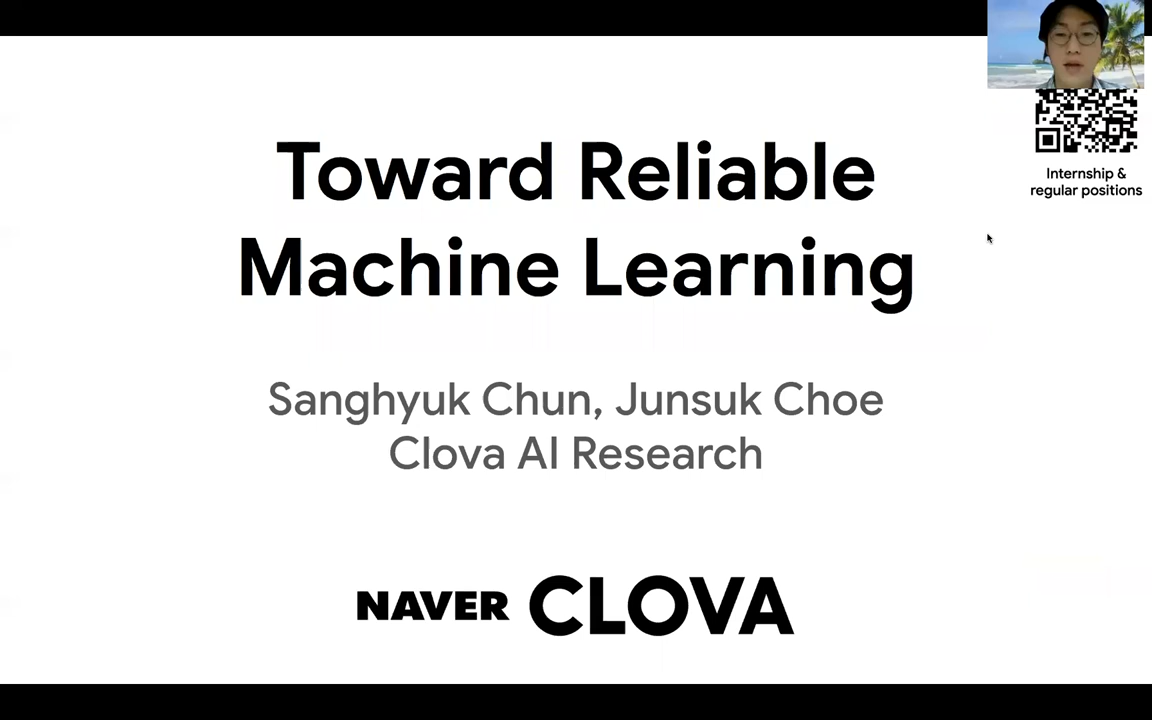 Toward Reliable
Machine Learning
Sanghyuk Chun, Junsuk Choe
Clova AI Research
NAVER CLOVA
Internship &
regular positions